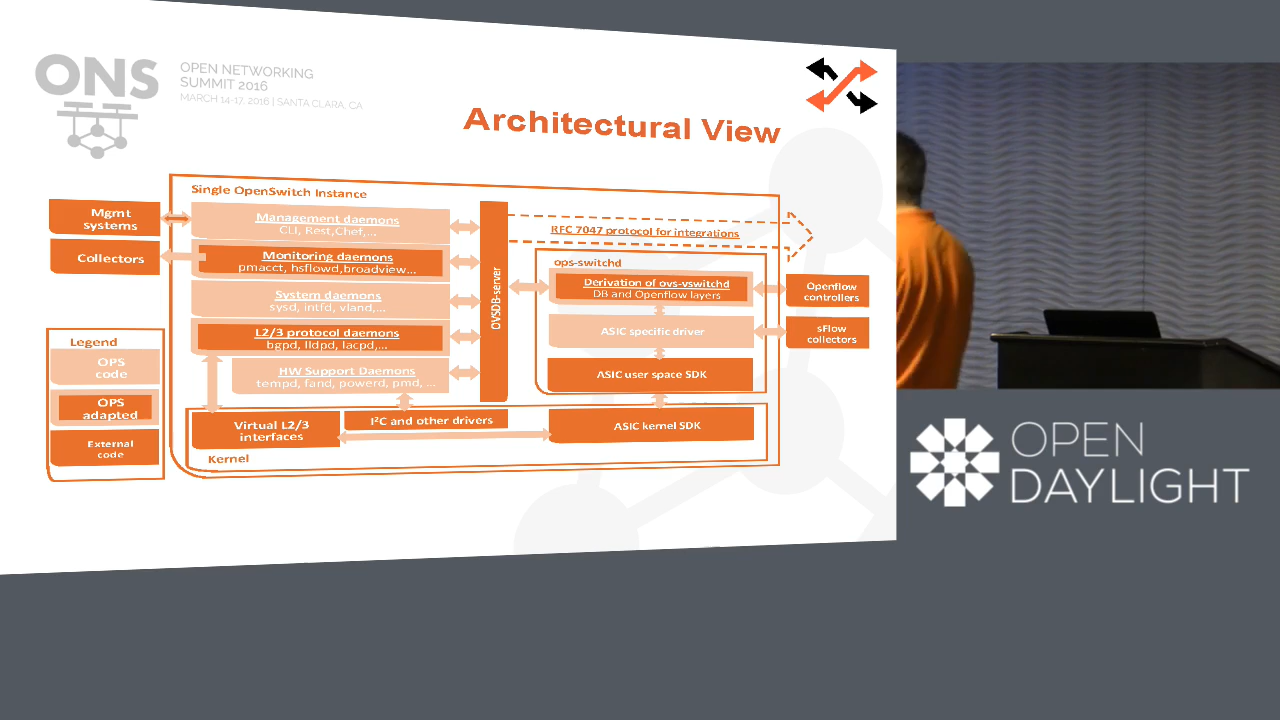 ONS
OPEN NETWORKING
SUMMIT 2016
MARCH 14-17, 2016 | SANTA CLARA, CA
Architectural View
Single OpenSwitch Instance
Mgmt
systems
Collectors
Management daemons
CLI, Rest,Chef,...
Monitoring daemons
pmacct, hsflowd,broadview...
System daemons
sysd, intfd, vland,...
L2/3 protocol daemons
bgpd, lldpd, lacpd,...
HW Support Daemons
tempd, fand, powerd, pmd, ...
OVSDB-server
RFC 7047 protocol for integrations
ops-switchd
Derivation of ovs-vswitchd
DB and Openflow layers
ASIC specific driver
ASIC user space SDK
Openflow
controllers
sFlow
collectors
Virtual L2/3
interfaces
I²C and other drivers
ASIC kernel SDK
Kernel
Legend
OPS
code
OPS
adapted
External
code
OPEN
DAYLIGHT